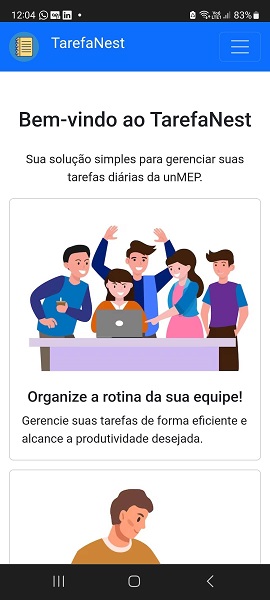 12:04
83%
TarefaNest
Bem-vindo ao TarefaNest
Sua solução simples para gerenciar suas
tarefas diárias da unMEP.
Organize a rotina da sua equipe!
Gerencie suas tarefas de forma eficiente e
alcance a produtividade desejada.